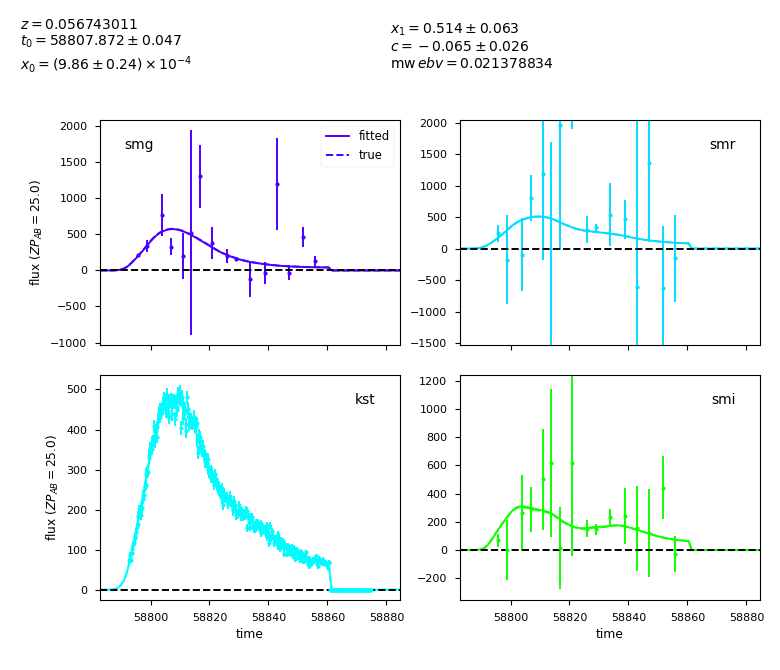 z = 0.056743011
t₀ = 58807.872 ± 0.047
x₀ = (9.86 ± 0.24) × 10⁻⁴
x₁ = 0.514 ± 0.063
c = −0.065 ± 0.026
mw ebv = 0.021378834
smg
fitted
true
flux (ZP_AB = 25.0)
2000
1500
1000
500
0
−500
−1000
smr
2000
1500
1000
500
0
−500
−1000
−1500
kst
flux (ZP_AB = 25.0)
500
400
300
200
100
0
58800 58820 58840 58860 58880
time
smi
1200
1000
800
600
400
200
0
−200
58800 58820 58840 58860 58880
time